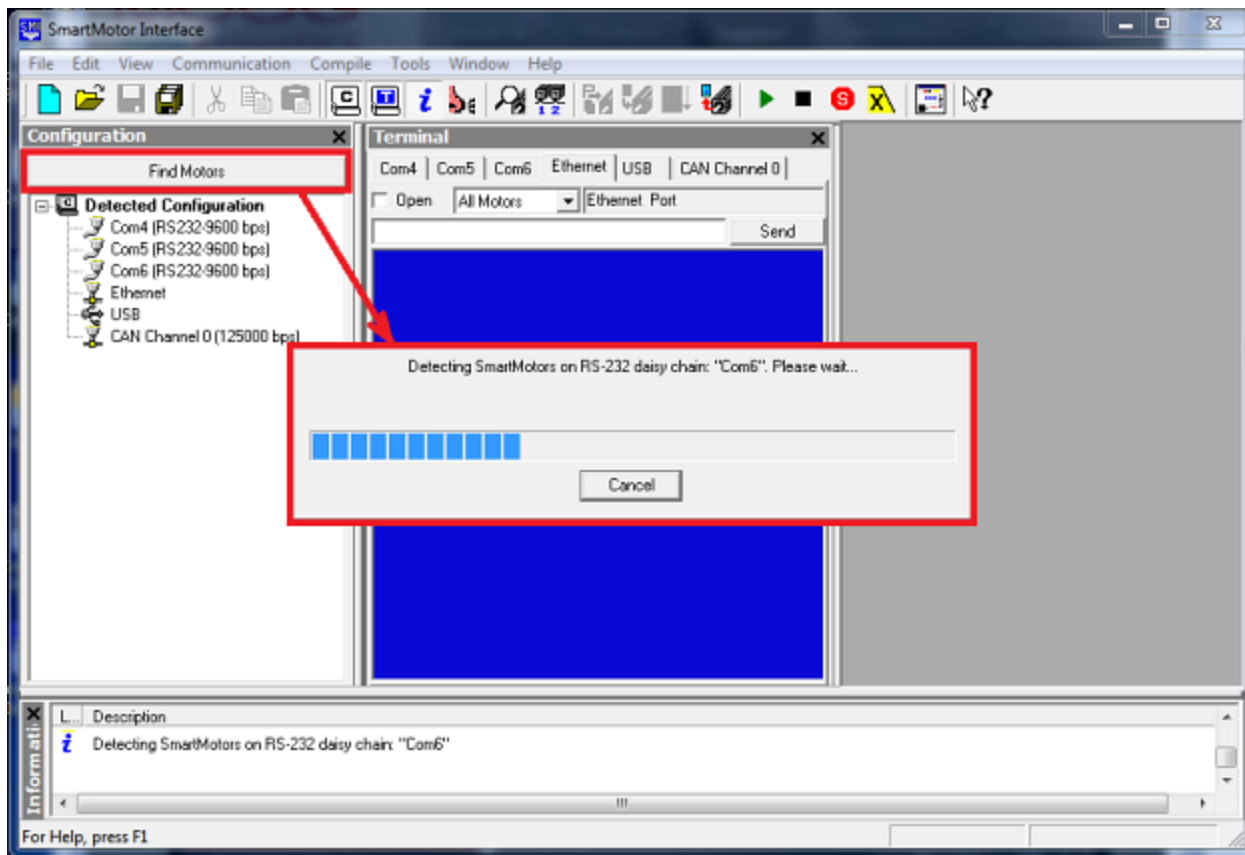 SmartMotor Interface
File Edit View Communication Compile Tools Window Help
Configuration
Find Motors
Detected Configuration
Com4 (RS232-9600 bps)
Com5 (RS232-9600 bps)
Com6 (RS232-9600 bps)
Ethernet
USB
CAN Channel 0 (125000 bps)
Terminal
Com4 Com5 Com6 Ethernet USB CAN Channel 0
Open All Motors Ethernet Port
Send
Detecting SmartMotors on RS-232 daisy chain: "Com6". Please wait...
Cancel
Informati
L... Description
Detecting SmartMotors on RS-232 daisy chain: "Com6"
For Help, press F1